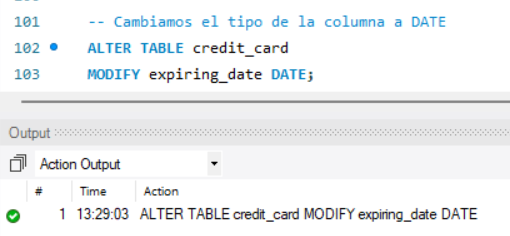 101 -- Cambiamos el tipo de la columna a DATE
102 ALTER TABLE credit_card
103 MODIFY expiring_date DATE;
Output
Action Output
# Time Action
1 13:29:03 ALTER TABLE credit_card MODIFY expiring_date DATE